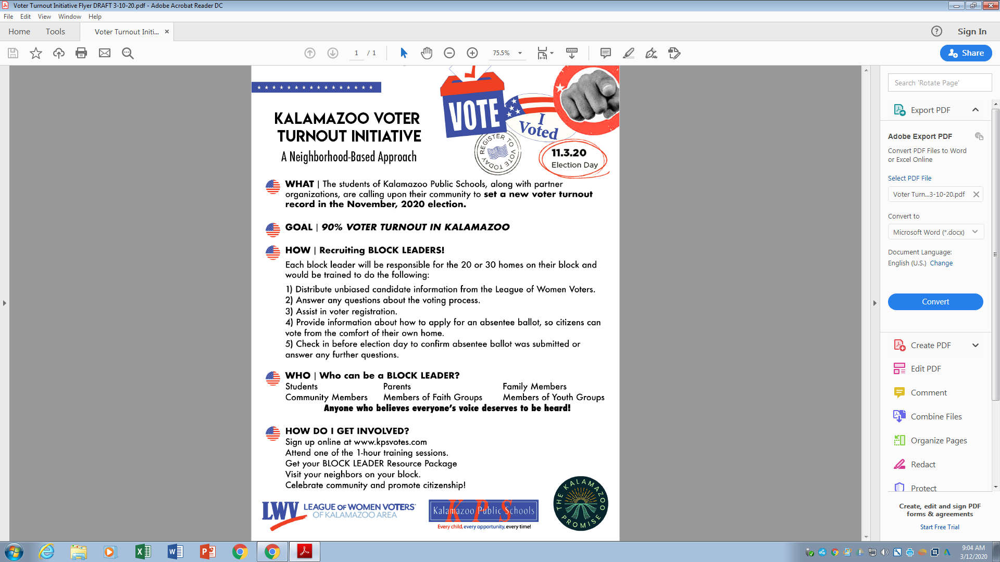 Voter Turnout Initiative Flyer DRAFT 3-10-20.pdf - Adobe Acrobat Reader DC
File Edit View Window Help
Home Tools Voter Turnout Initi... ×
Sign In
1 / 1
75.5%
Share
VOTE
I Voted
REGISTER TO VOTE TODAY
11.3.20
Election Day
KALAMAZOO VOTER
TURNOUT INITIATIVE
A Neighborhood-Based Approach
WHAT | The students of Kalamazoo Public Schools, along with partner
organizations, are calling upon their community to set a new voter turnout
record in the November, 2020 election.
GOAL | 90% VOTER TURNOUT IN KALAMAZOO
HOW | Recruiting BLOCK LEADERS!
Each block leader will be responsible for the 20 or 30 homes on their block and
would be trained to do the following:
1) Distribute unbiased candidate information from the League of Women Voters.
2) Answer any questions about the voting process.
3) Assist in voter registration.
4) Provide information about how to apply for an absentee ballot, so citizens can
vote from the comfort of their own home.
5) Check in before election day to confirm absentee ballot was submitted or
answer any further questions.
WHO | Who can be a BLOCK LEADER?
Students Parents Family Members
Community Members Members of Faith Groups Members of Youth Groups
Anyone who believes everyone's voice deserves to be heard!
HOW DO I GET INVOLVED?
Sign up online at www.kpsvotes.com
Attend one of the 1-hour training sessions.
Get your BLOCK LEADER Resource Package
Visit your neighbors on your block.
Celebrate community and promote citizenship!
LWV LEAGUE OF WOMEN VOTERS®
OF KALAMAZOO AREA
KPS
Kalamazoo Public Schools
Every child, every opportunity, every time!
THE KALAMAZOO PROMISE
Search 'Rotate Page'
Export PDF
Adobe Export PDF
Convert PDF Files to Word
or Excel Online
Select PDF File
Voter Turn...3-10-20.pdf
Convert to
Microsoft Word (*.docx)
Document Language:
English (U.S.) Change
Convert
Create PDF
Edit PDF
Comment
Combine Files
Organize Pages
Redact
Protect
Create, edit and sign PDF
forms & agreements
Start Free Trial
9:04 AM
3/12/2020